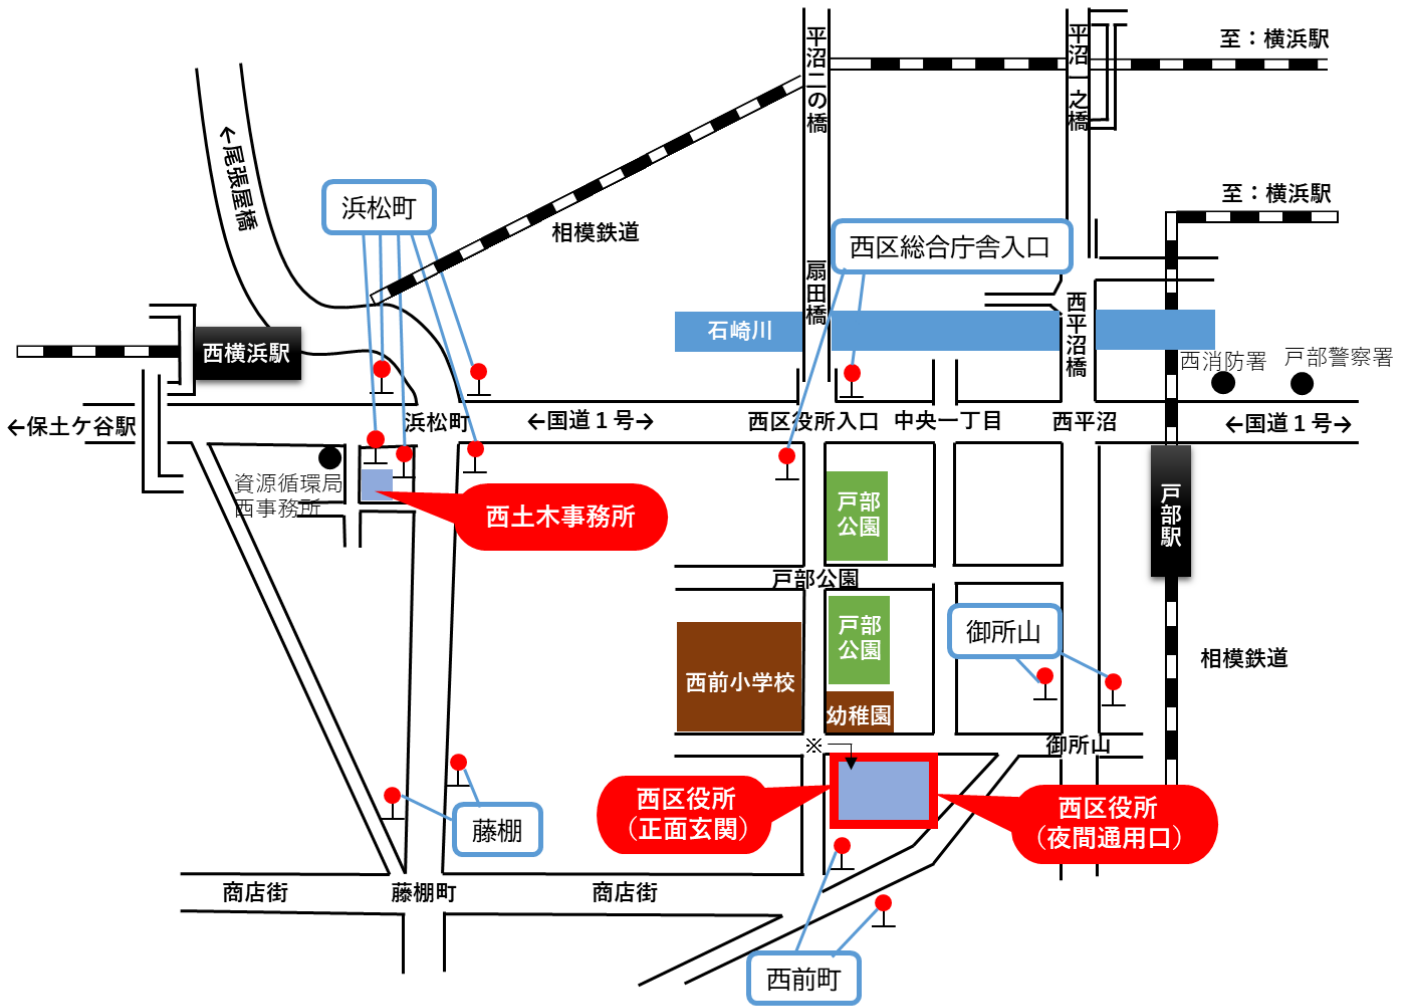 至：横浜駅
平沼二の橋
平沼一之橋
←尾張屋橋
浜松町
相模鉄道
至：横浜駅
西区総合庁舎入口
扇田橋
石崎川
西平沼橋
西横浜駅
西消防署
戸部警察署
←保土ケ谷駅
浜松町
←国道１号→
西区役所入口
中央一丁目
西平沼
←国道１号→
資源循環局
西事務所
西土木事務所
戸部
公園
戸部駅
戸部公園
戸部
公園
御所山
相模鉄道
西前小学校
幼稚園
※
御所山
西区役所
（正面玄関）
西区役所
（夜間通用口）
藤棚
商店街
藤棚町
商店街
西前町